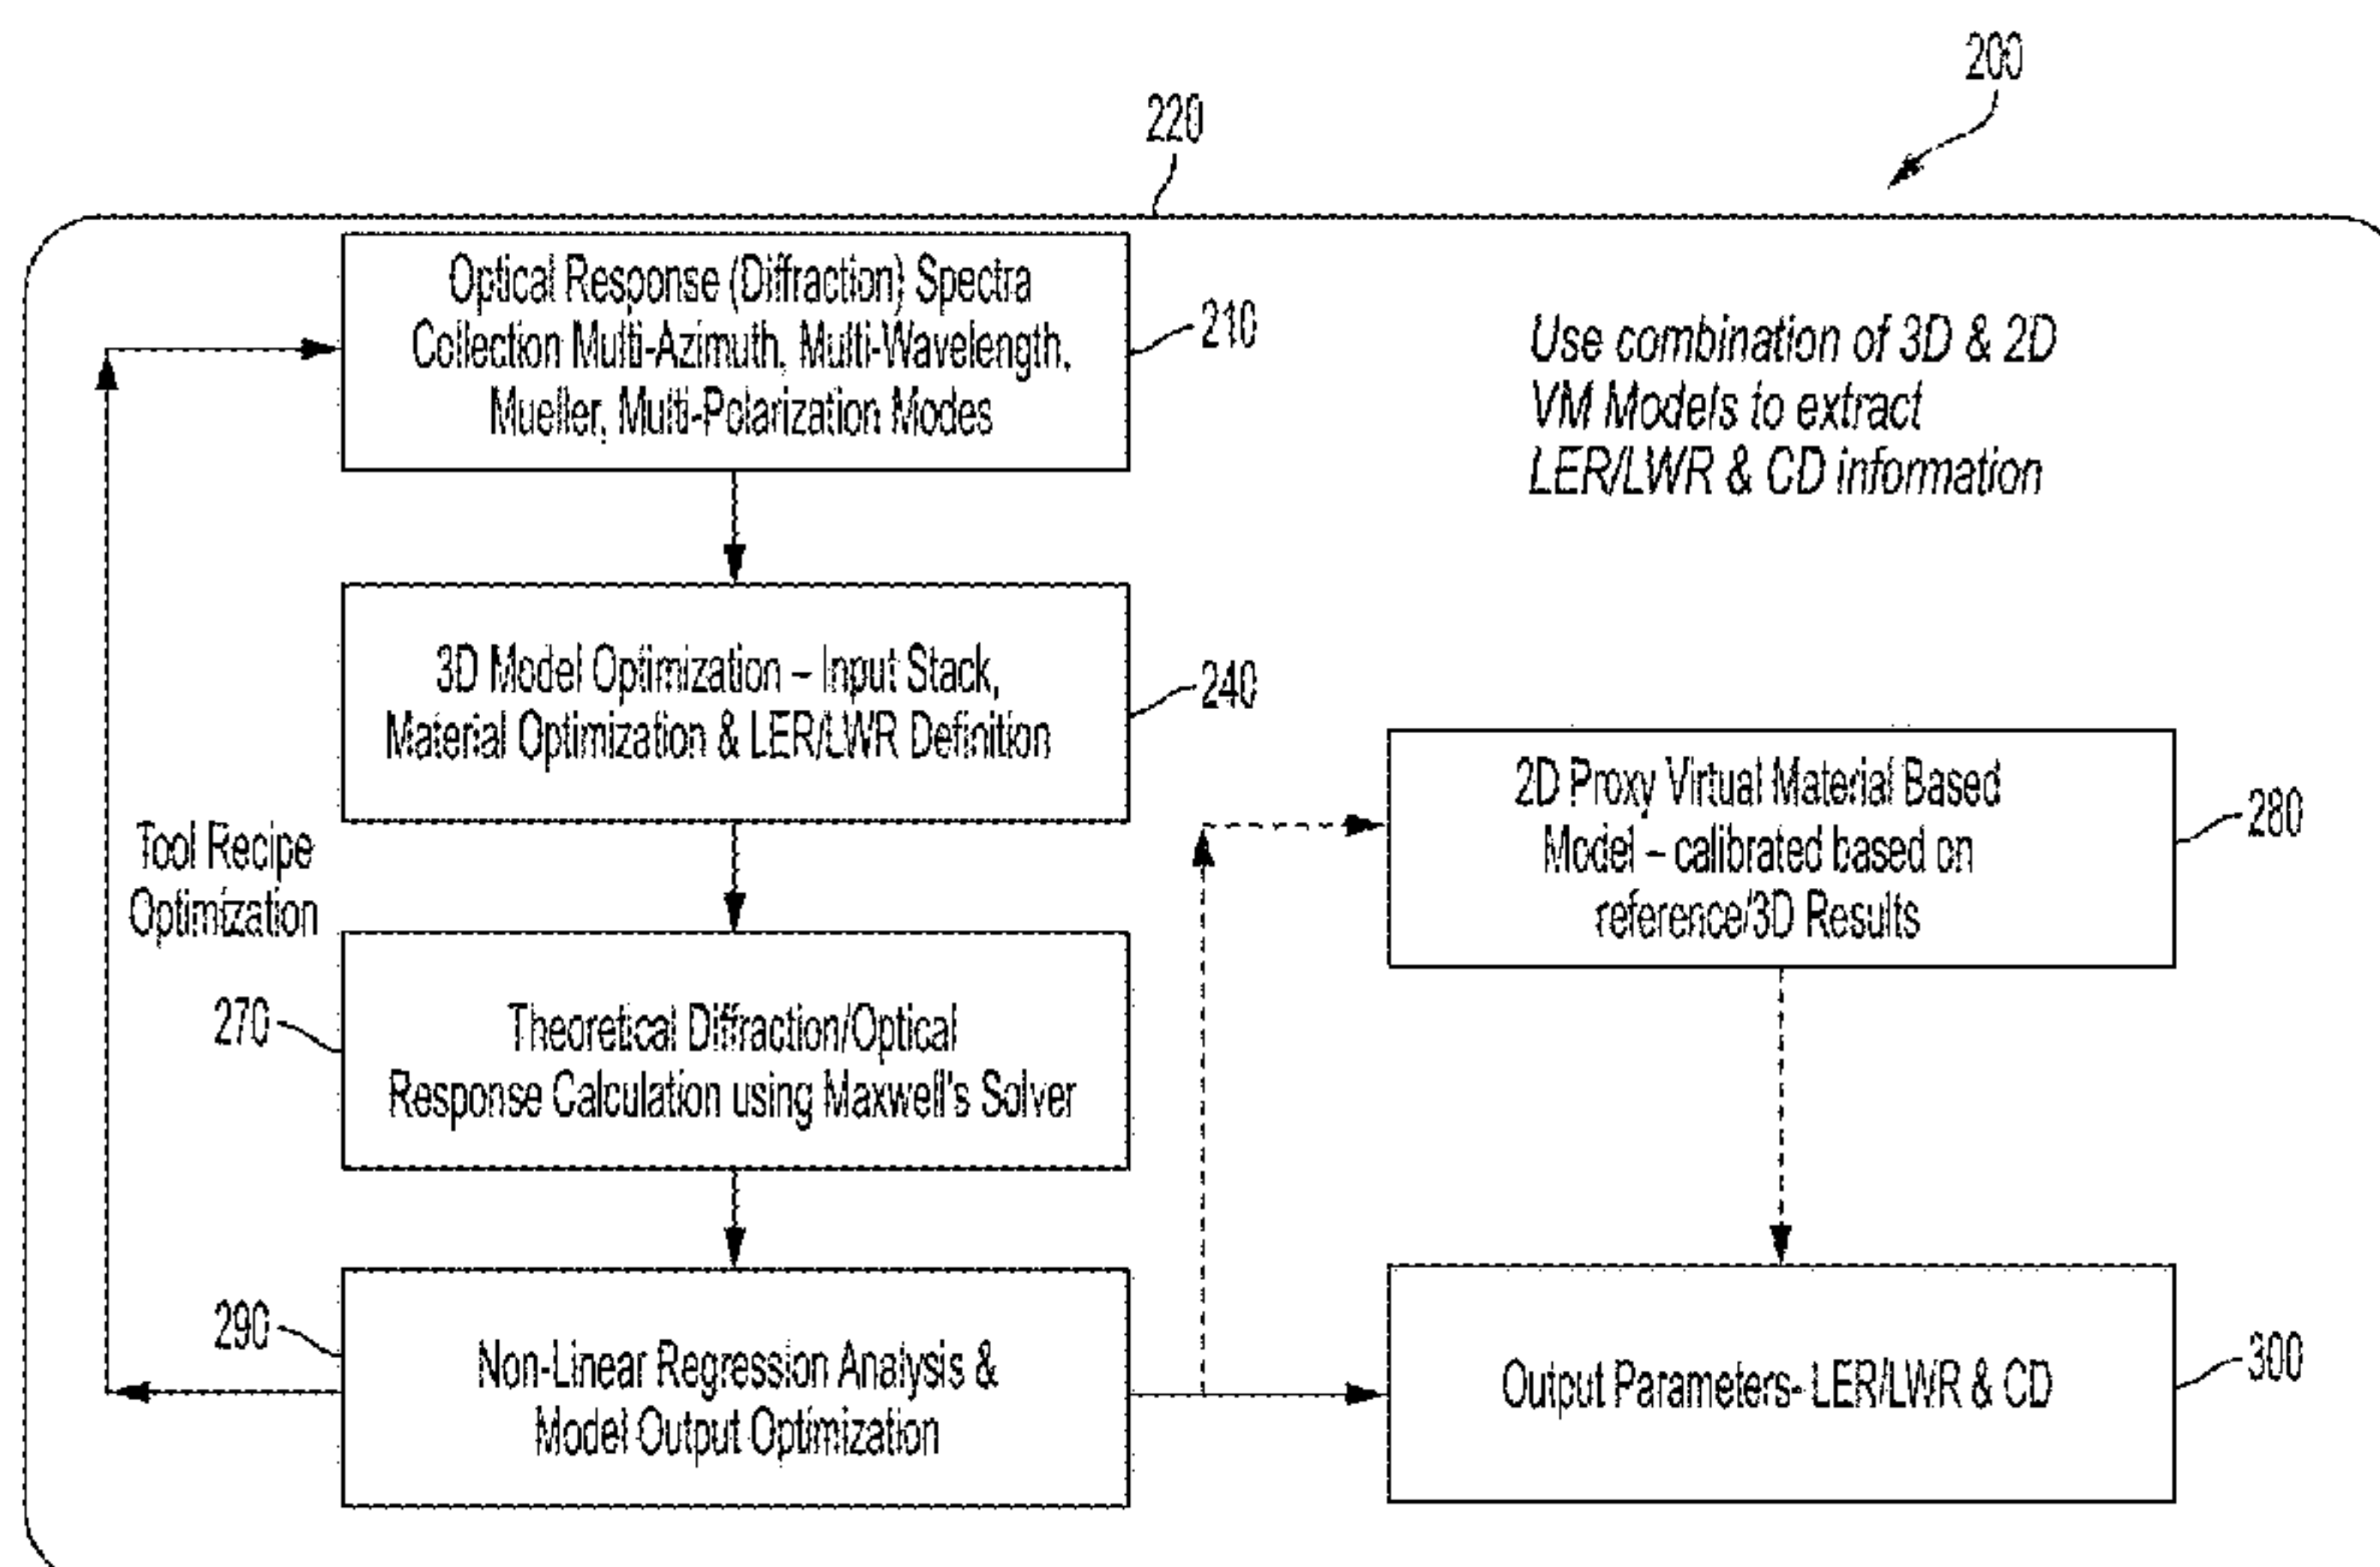 200
220
Optical Response (Diffraction) Spectra
Collection Multi-Azimuth, Multi-Wavelength,
Mueller, Multi-Polarization Modes
210
Use combination of 3D & 2D
VM Models to extract
LER/LWR & CD information
3D Model Optimization – Input Stack,
Material Optimization & LER/LWR Definition
240
2D Proxy Virtual Material Based
Model – calibrated based on
reference/3D Results
280
Tool Recipe
Optimization
270
Theoretical Diffraction/Optical
Response Calculation using Maxwell's Solver
290
Non-Linear Regression Analysis &
Model Output Optimization
Output Parameters- LER/LWR & CD
300